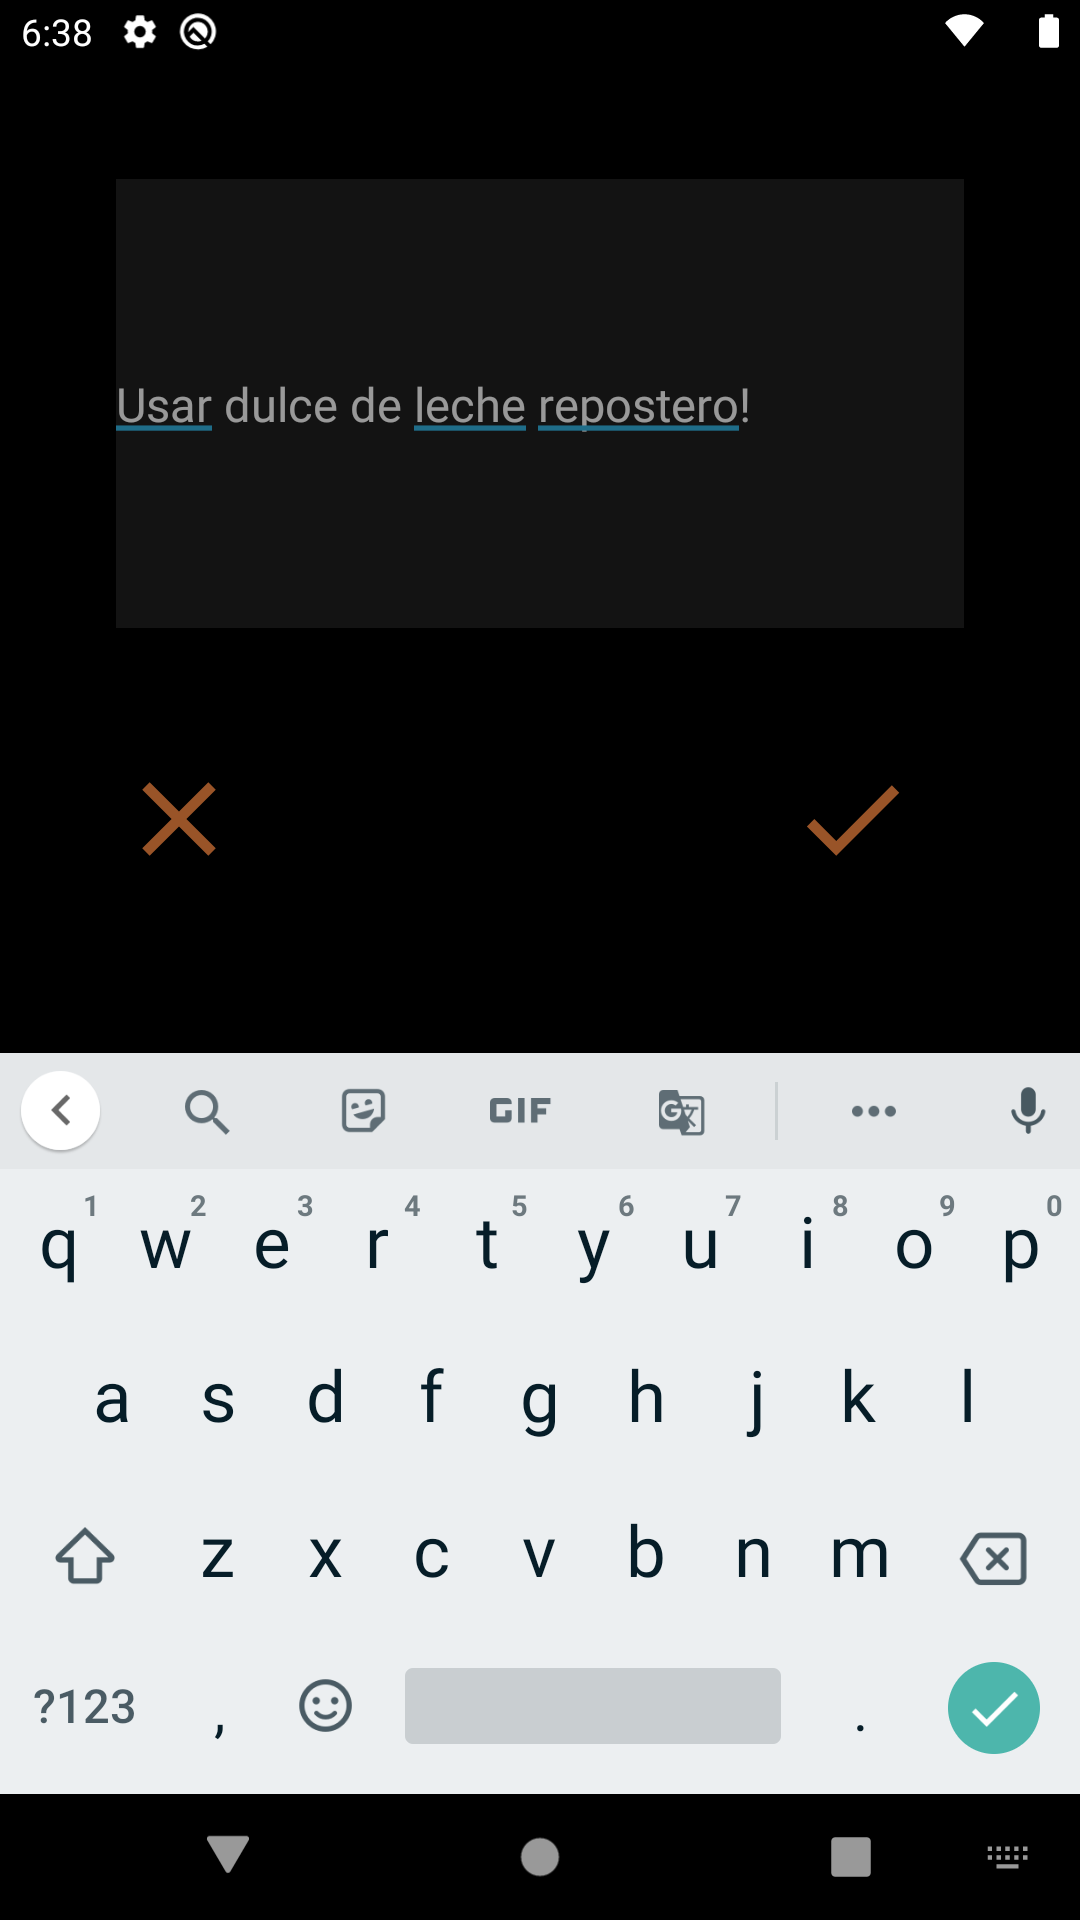 6:38
Usar dulce de leche repostero!
GIF
1 2 3 4 5 6 7 8 9 0
q w e r t y u i o p
a s d f g h j k l
z x c v b n m
?123 , .